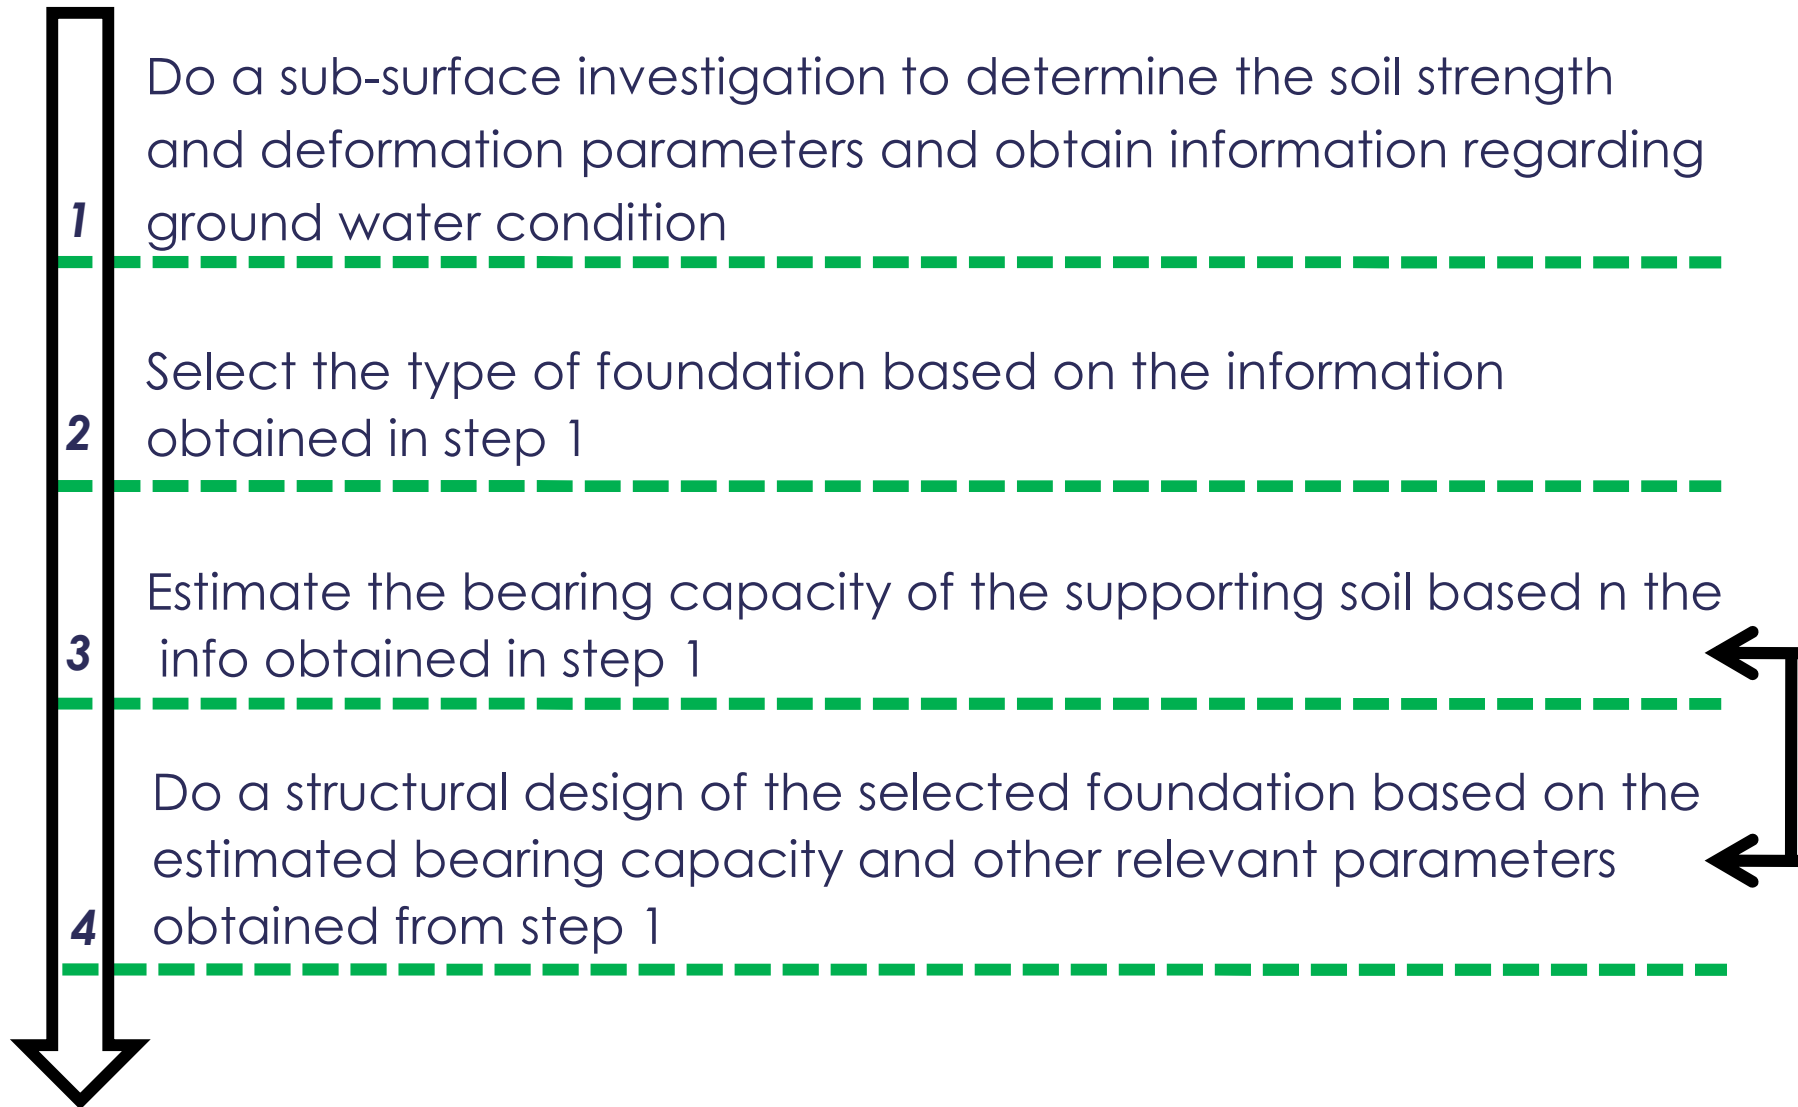 Do a sub-surface investigation to determine the soil strength
and deformation parameters and obtain information regarding
1 ground water condition
Select the type of foundation based on the information
2 obtained in step 1
Estimate the bearing capacity of the supporting soil based n the
3 info obtained in step 1
Do a structural design of the selected foundation based on the
estimated bearing capacity and other relevant parameters
4 obtained from step 1